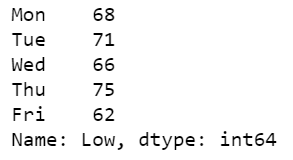 Mon    68
Tue    71
Wed    66
Thu    75
Fri    62
Name: Low, dtype: int64